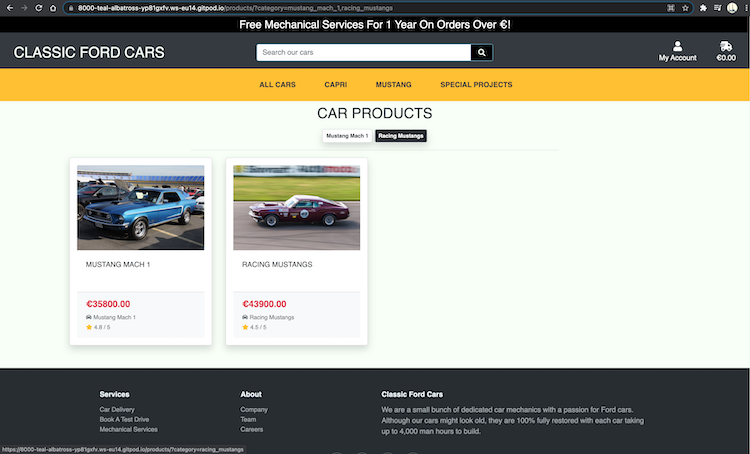 8000-teal-albatross-yp81gxfv.ws-eu14.gitpod.io/products/?category=mustang_mach_1,racing_mustangs
Free Mechanical Services For 1 Year On Orders Over €!
CLASSIC FORD CARS
Search our cars
My Account
€0.00
ALL CARS
CAPRI
MUSTANG
SPECIAL PROJECTS
CAR PRODUCTS
Mustang Mach 1
Racing Mustangs
MUSTANG MACH 1
€35800.00
Mustang Mach 1
4.8 / 5
RACING MUSTANGS
€43900.00
Racing Mustangs
4.5 / 5
Services
Car Delivery
Book A Test Drive
Mechanical Services
About
Company
Team
Careers
Classic Ford Cars
We are a small bunch of dedicated car mechanics with a passion for Ford cars.
Although our cars might look old, they are 100% fully restored with each car taking
up to 4,000 man hours to build.
https://8000-teal-albatross-yp81gxfv.ws-eu14.gitpod.io/products/?category=racing_mustangs